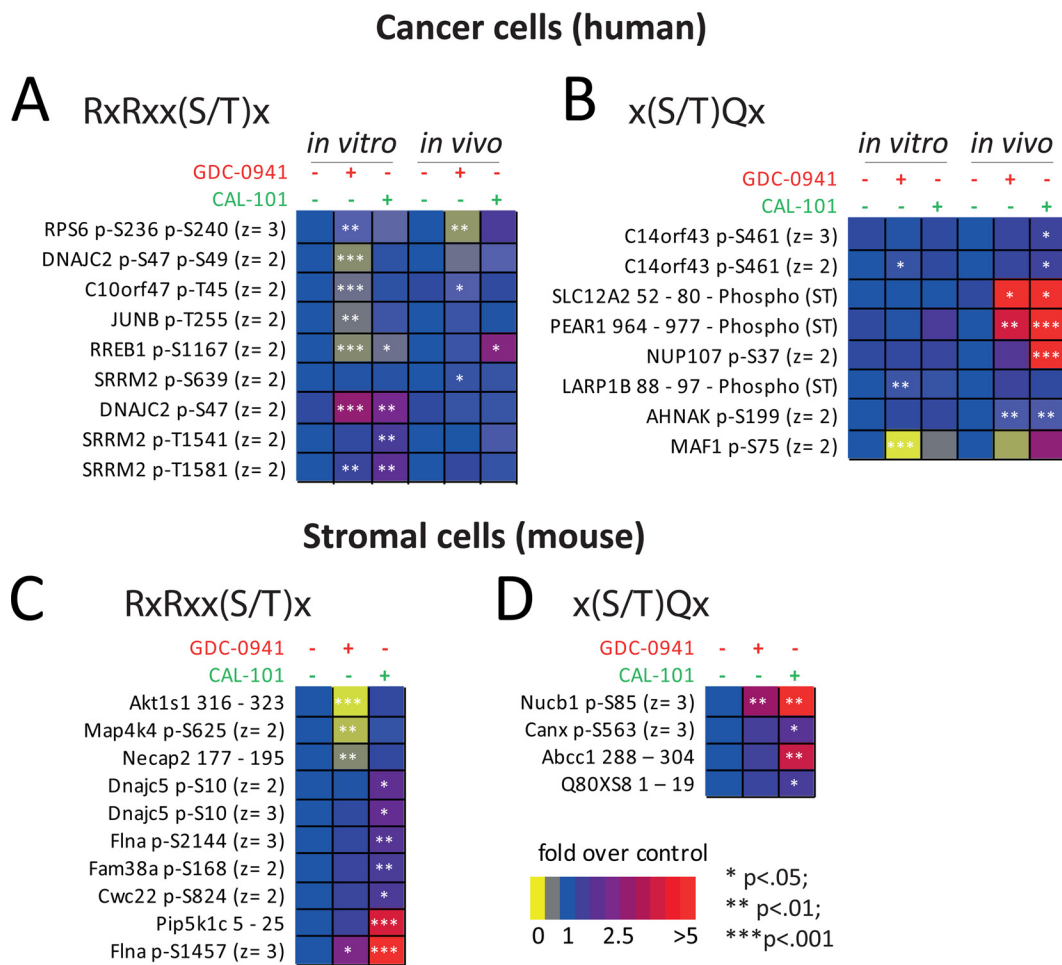 Cancer cells (human)
A RxRxx(S/T)x
in vitro in vivo
GDC-0941 - + - - + -
CAL-101 - - + - - +
RPS6 p-S236 p-S240 (z= 3) ** **
DNAJC2 p-S47 p-S49 (z= 2) ***
C10orf47 p-T45 (z= 2) *** *
JUNB p-T255 (z= 2) **
RREB1 p-S1167 (z= 2) *** * *
SRRM2 p-S639 (z= 2) *
DNAJC2 p-S47 (z= 2) *** **
SRRM2 p-T1541 (z= 2) **
SRRM2 p-T1581 (z= 2) ** **
B x(S/T)Qx
in vitro in vivo
GDC-0941 - + - - + -
CAL-101 - - + - - +
C14orf43 p-S461 (z= 3) *
C14orf43 p-S461 (z= 2) * *
SLC12A2 52 - 80 - Phospho (ST) * *
PEAR1 964 - 977 - Phospho (ST) ** ***
NUP107 p-S37 (z= 2) ***
LARP1B 88 - 97 - Phospho (ST) **
AHNAK p-S199 (z= 2) ** **
MAF1 p-S75 (z= 2) ***
Stromal cells (mouse)
C RxRxx(S/T)x
GDC-0941 - + -
CAL-101 - - +
Akt1s1 316 - 323 ***
Map4k4 p-S625 (z= 2) **
Necap2 177 - 195 **
Dnajc5 p-S10 (z= 2) *
Dnajc5 p-S10 (z= 3) *
Flna p-S2144 (z= 3) **
Fam38a p-S168 (z= 2) **
Cwc22 p-S824 (z= 2) *
Pip5k1c 5 - 25 ***
Flna p-S1457 (z= 3) * ***
D x(S/T)Qx
GDC-0941 - + -
CAL-101 - - +
Nucb1 p-S85 (z= 3) ** **
Canx p-S563 (z= 3) *
Abcc1 288 – 304 **
Q80XS8 1 – 19 *
fold over control
0 1 2.5 >5
* p<.05;
** p<.01;
***p<.001